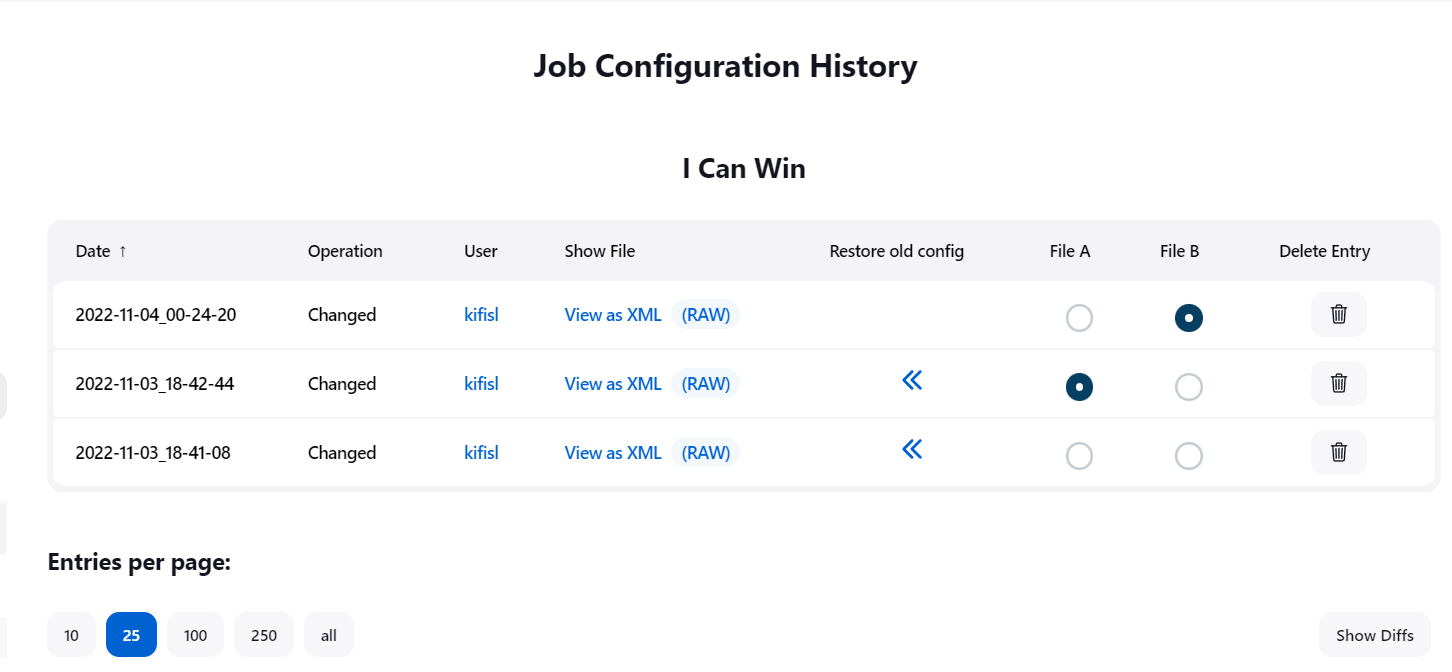 Job Configuration History
I Can Win
Date ↑ Operation User Show File Restore old config File A File B Delete Entry
2022-11-04_00-24-20 Changed kifisl View as XML (RAW)
2022-11-03_18-42-44 Changed kifisl View as XML (RAW)
2022-11-03_18-41-08 Changed kifisl View as XML (RAW)
Entries per page:
10 25 100 250 all Show Diffs